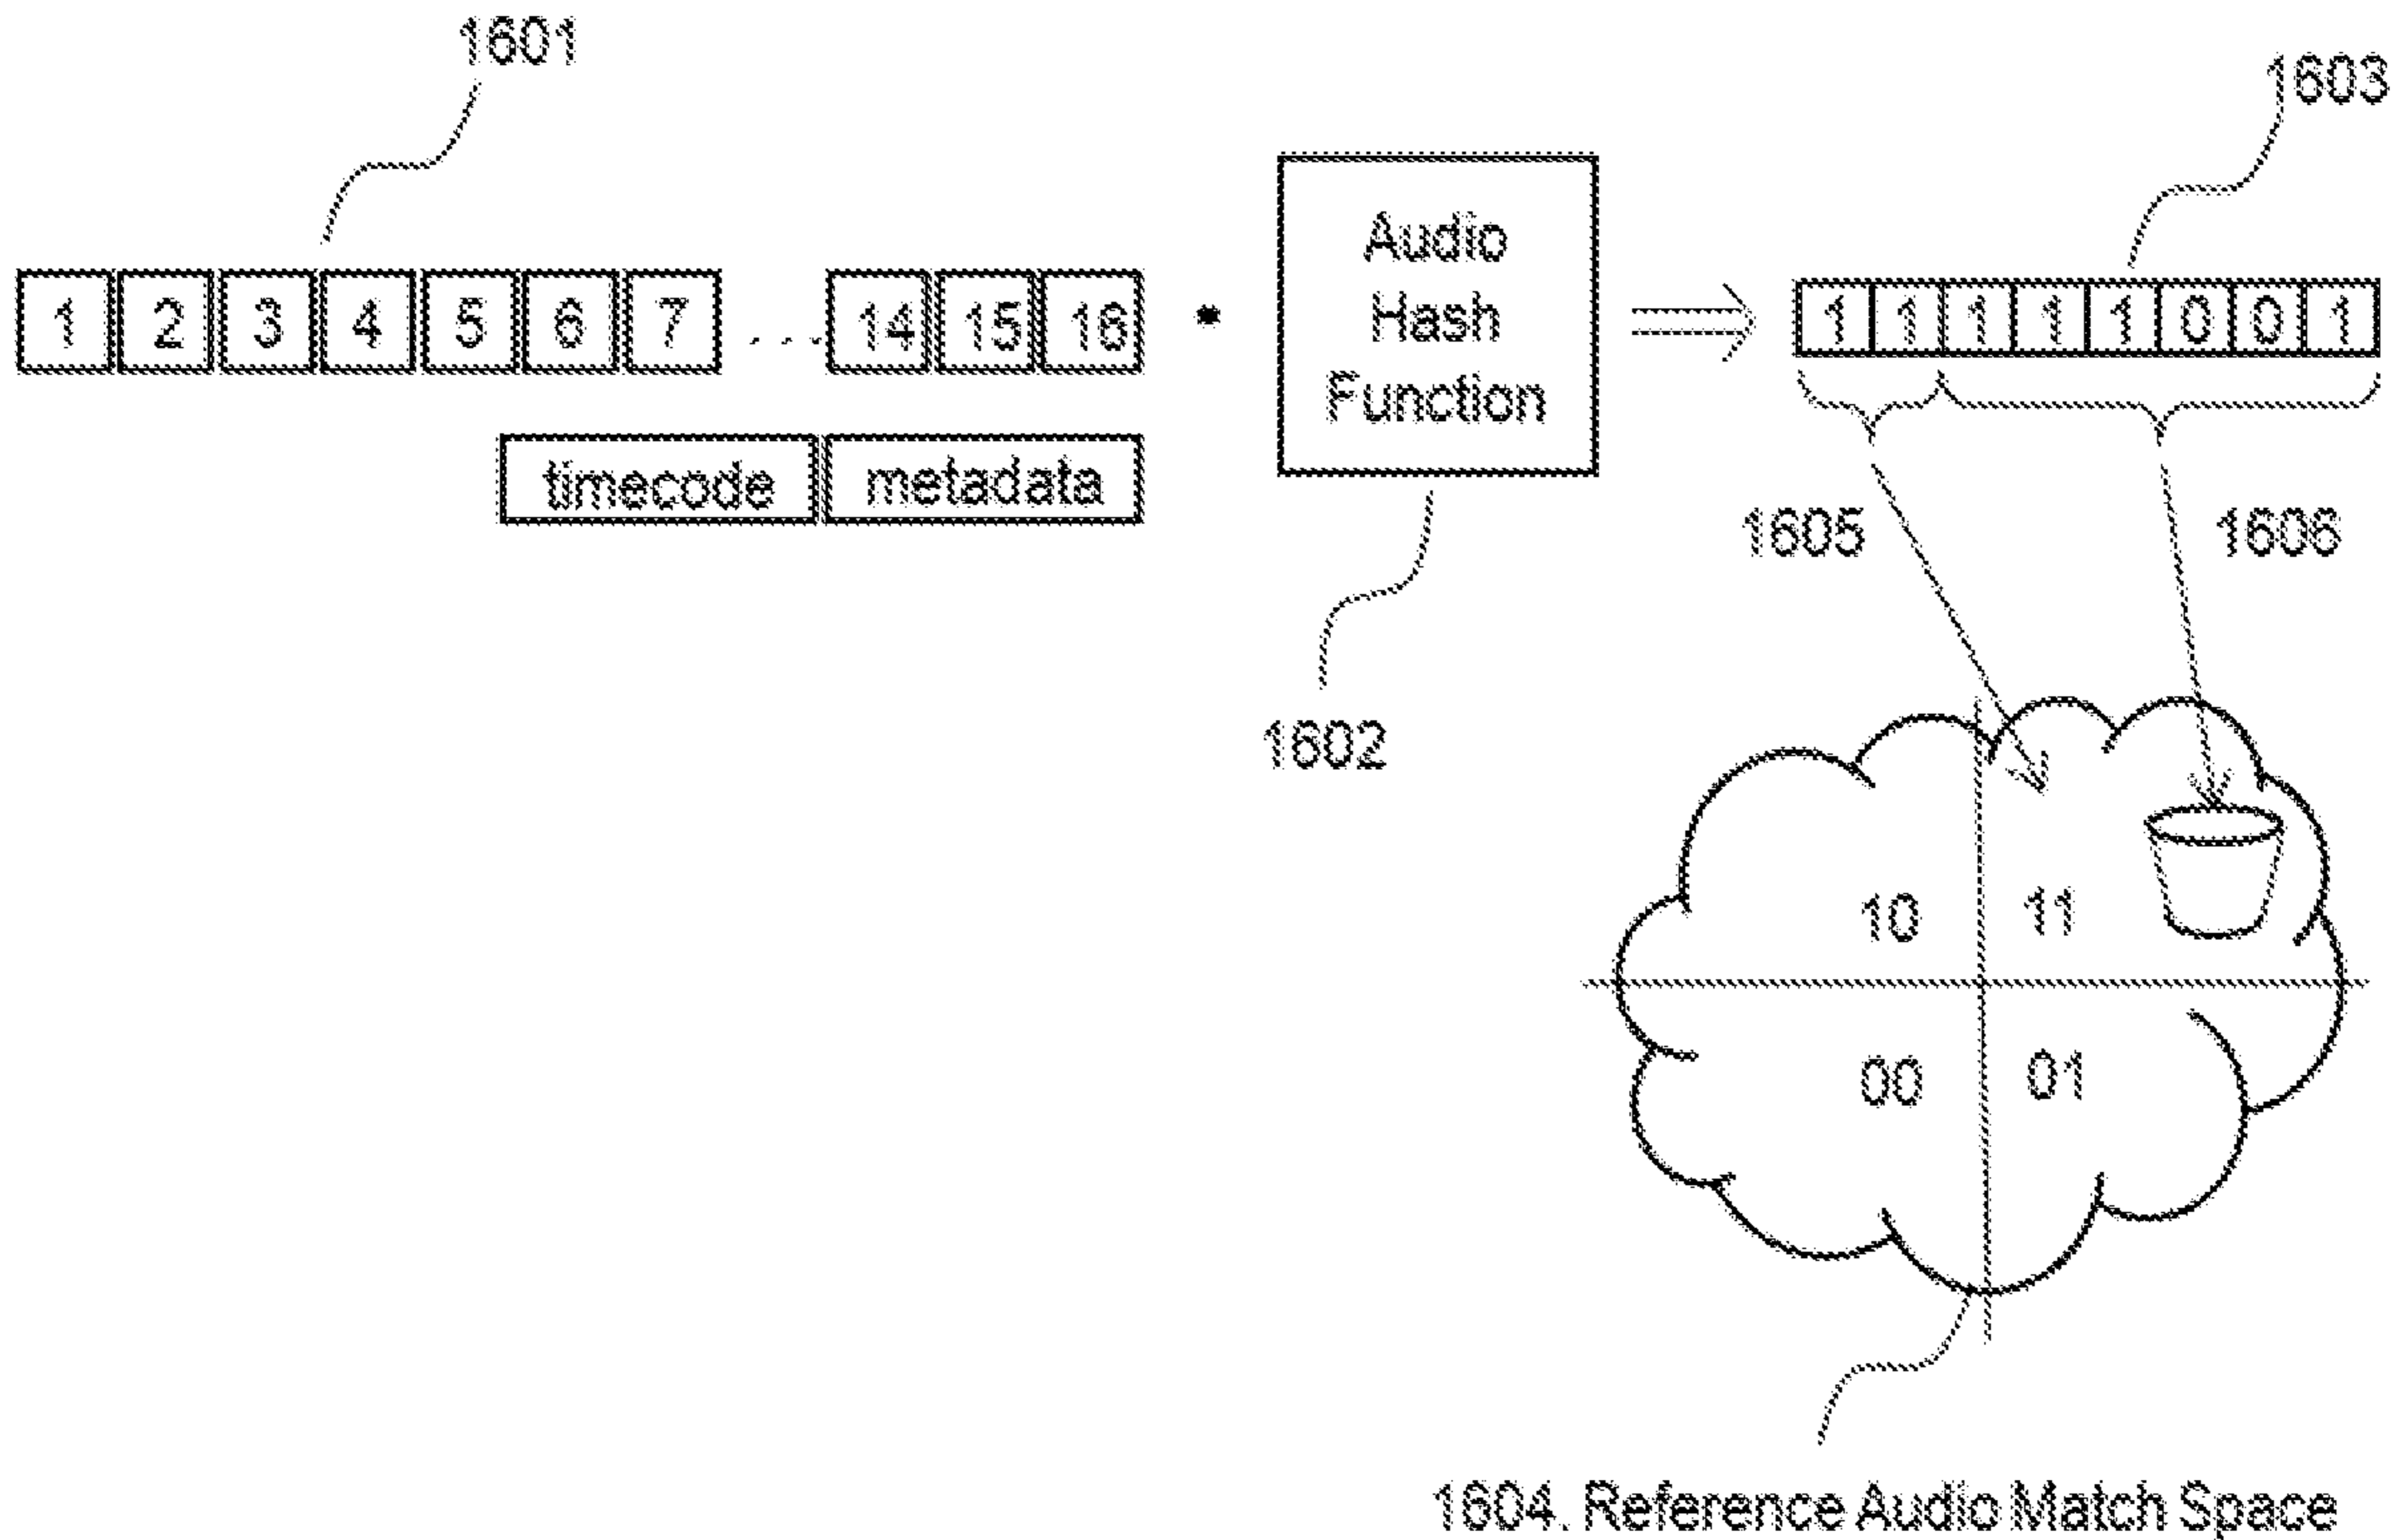 1601
1603
1 2 3 4 5 6 7 ... 14 15 16 *
Audio
Hash
Function
1 1 1 1 1 0 0 1
timecode metadata
1605 1606
1602
10 11
00 01
1604. Reference Audio Match Space